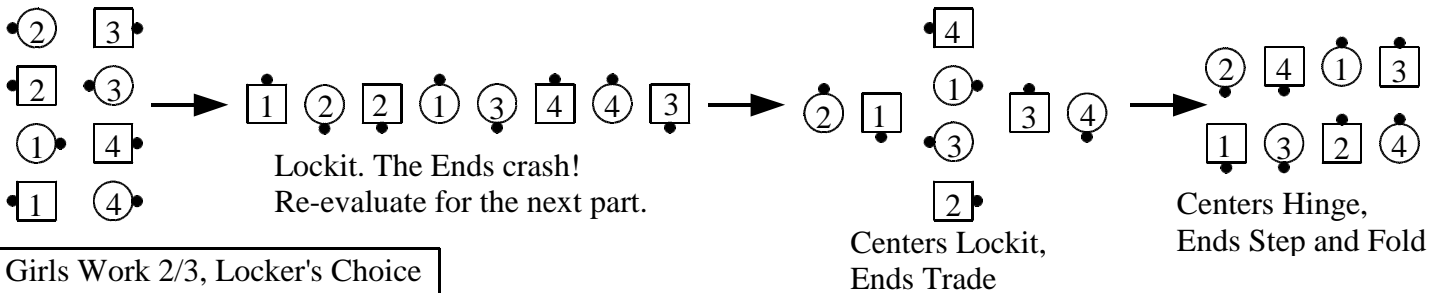 2 3
2 3
1 4
1 4
1 2 2 1 3 4 4 3
Lockit. The Ends crash!
Re-evaluate for the next part.
4
1
2 1 3 4
3
2
Centers Lockit,
Ends Trade
2 4 1 3
1 3 2 4
Centers Hinge,
Ends Step and Fold
Girls Work 2/3, Locker's Choice